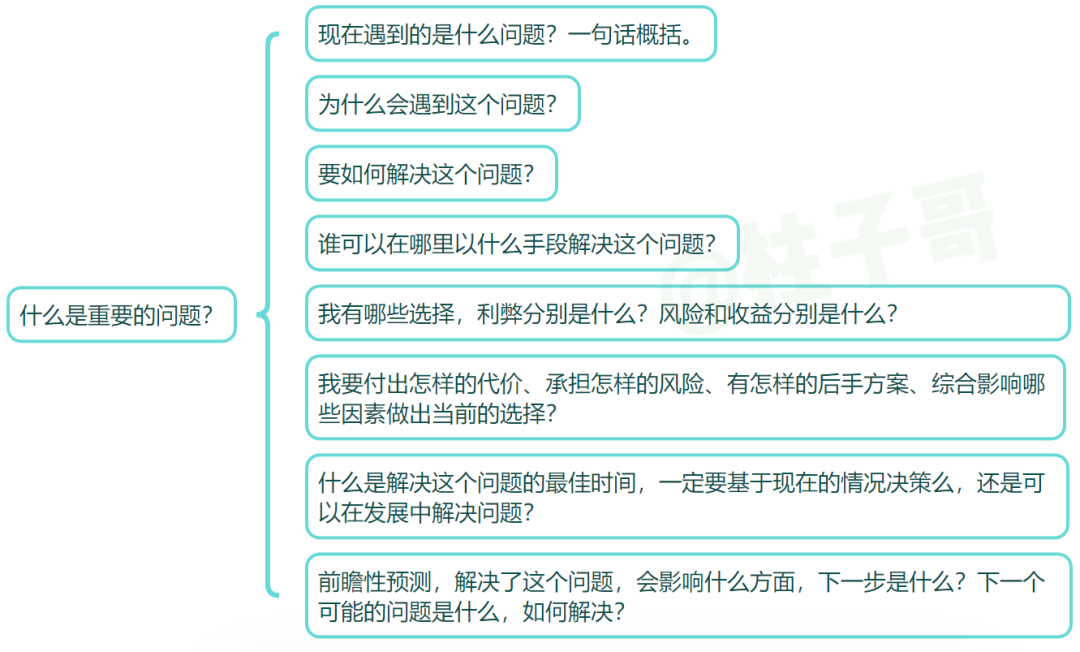 什么是重要的问题？
现在遇到的是什么问题？一句话概括。
为什么会遇到这个问题？
要如何解决这个问题？
谁可以在哪里以什么手段解决这个问题？
我有哪些选择，利弊分别是什么？风险和收益分别是什么？
我要付出怎样的代价、承担怎样的风险、有怎样的后手方案、综合影响哪
些因素做出当前的选择？
什么是解决这个问题的最佳时间，一定要基于现在的情况决策么，还是可
以在发展中解决问题？
前瞻性预测，解决了这个问题，会影响什么方面，下一步是什么？下一个
可能的问题是什么，如何解决？
@柱子哥